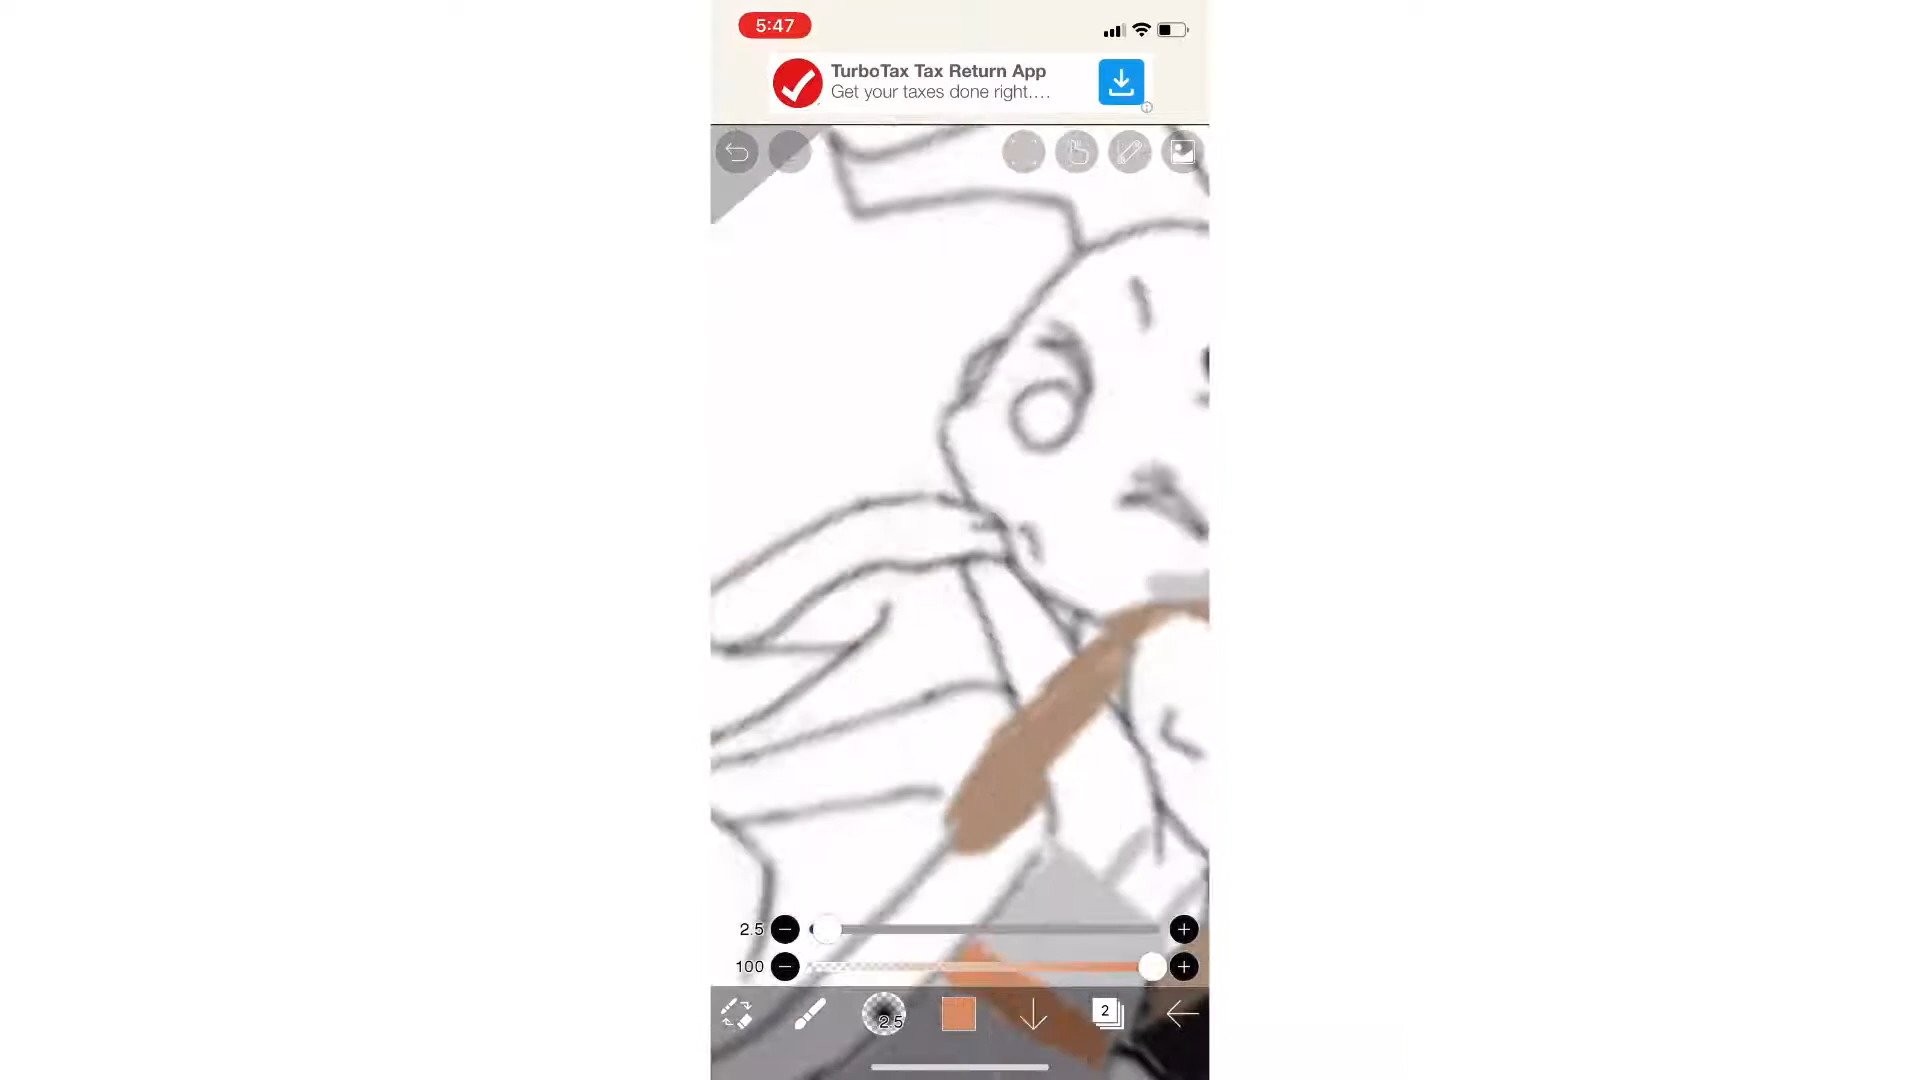 5:47
TurboTax Tax Return App
Get your taxes done right....
2.5
100
2.5
2